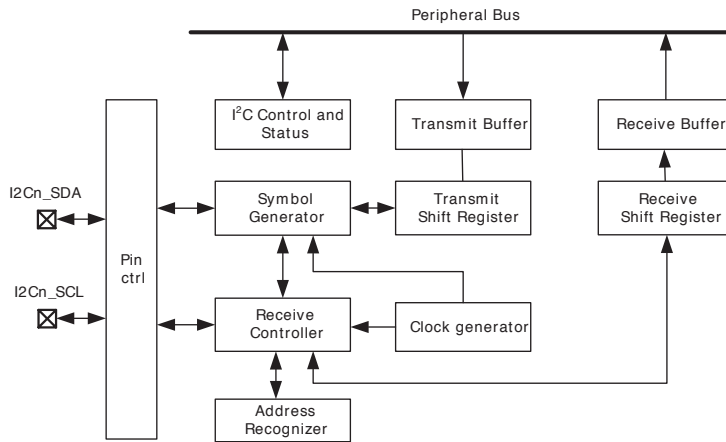 Peripheral Bus
I²C Control and
Status
Transmit Buffer
Receive Buffer
I2Cn_SDA
Symbol
Generator
Transmit
Shift Register
Receive
Shift Register
Pin
ctrl
I2Cn_SCL
Receive
Controller
Clock generator
Address
Recognizer